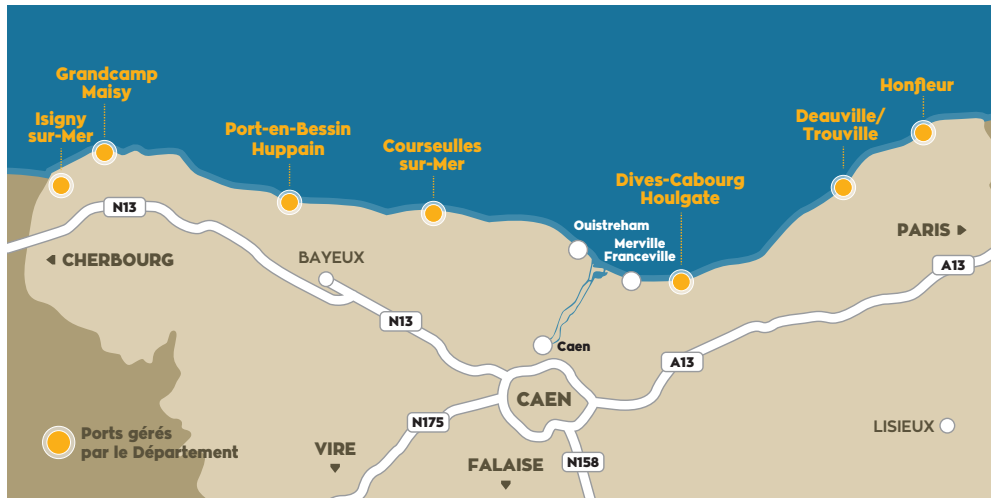 Grandcamp
Maisy
Isigny
sur-Mer
Port-en-Bessin
Huppain
Courseulles
sur-Mer
Dives-Cabourg
Houlgate
Deauville/
Trouville
Honfleur
Ouistreham
Merville
Franceville
N13
CHERBOURG
BAYEUX
PARIS
A13
N13
Caen
A13
CAEN
N175
VIRE
FALAISE
N158
LISIEUX
Ports gérés
par le Département